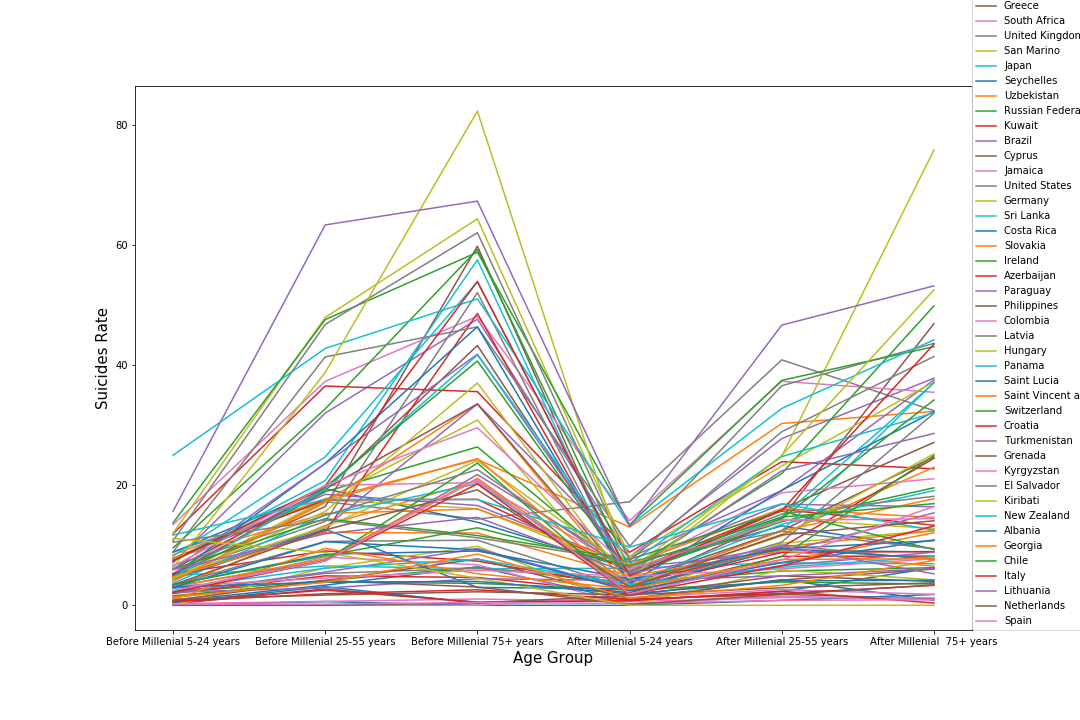 Greece
South Africa
United Kingdon
San Marino
Japan
Seychelles
Uzbekistan
Russian Federa
Kuwait
Brazil
Cyprus
Jamaica
United States
Germany
Sri Lanka
Costa Rica
Slovakia
Ireland
Azerbaijan
Paraguay
Philippines
Colombia
Latvia
Hungary
Panama
Saint Lucia
Saint Vincent a
Switzerland
Croatia
Turkmenistan
Grenada
Kyrgyzstan
El Salvador
Kiribati
New Zealand
Albania
Georgia
Chile
Italy
Lithuania
Netherlands
Spain
80
60
40
20
0
Suicides Rate
Before Millenial 5-24 years
Before Millenial 25-55 years
Before Millenial 75+ years
After Millenial 5-24 years
After Millenial 25-55 years
After Millenial  75+ years
Age Group